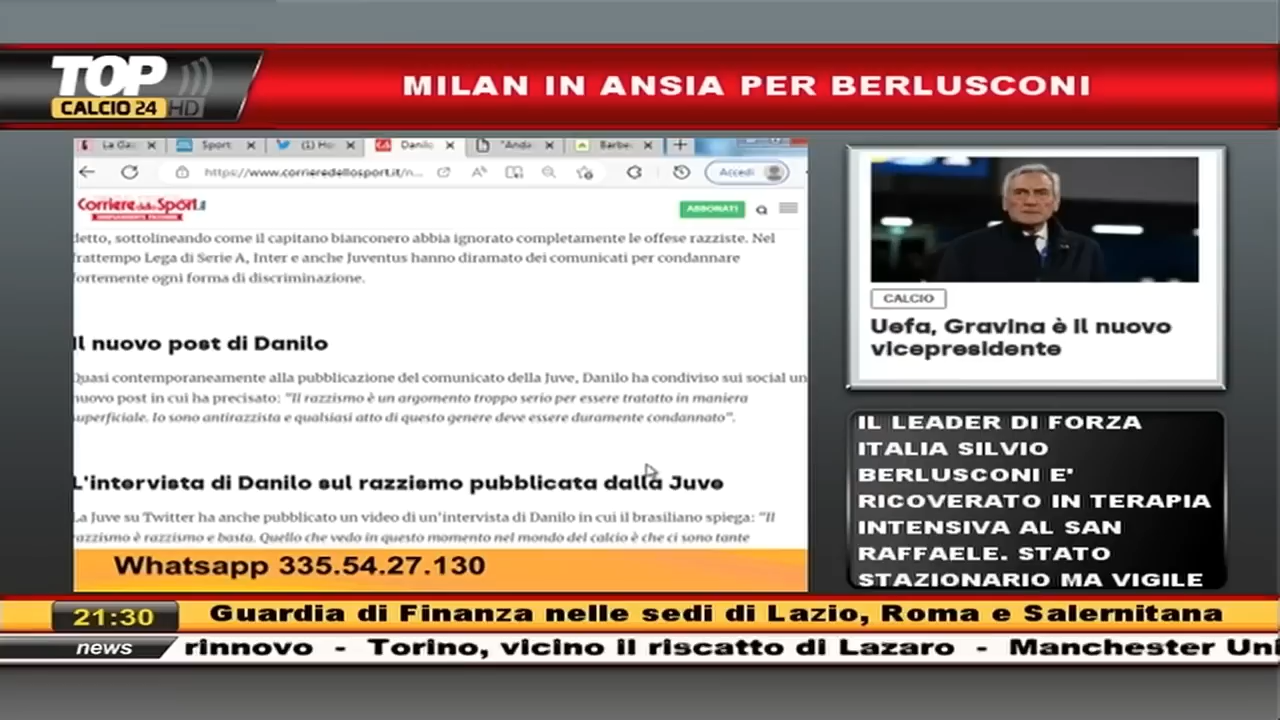 TOP
CALCIO 24 HD
MILAN IN ANSIA PER BERLUSCONI
La Gaz
Sport
(1) Ho
Danilo
"Anda
Barbe
https://www.corrieredellosport.it/n...
Accedi
Corriere dello Sport.it
ABBONATI
detto, sottolineando come il capitano bianconero abbia ignorato completamente le offese razziste. Nel
frattempo Lega di Serie A, Inter e anche Juventus hanno diramato dei comunicati per condannare
fortemente ogni forma di discriminazione.
Il nuovo post di Danilo
Quasi contemporaneamente alla pubblicazione del comunicato della Juve, Danilo ha condiviso sui social un
nuovo post in cui ha precisato: "Il razzismo è un argomento troppo serio per essere trattato in maniera
superficiale. Io sono antirazzista e qualsiasi atto di questo genere deve essere duramente condannato".
L'intervista di Danilo sul razzismo pubblicata dalla Juve
La Juve su Twitter ha anche pubblicato un video di un'intervista di Danilo in cui il brasiliano spiega: "Il
razzismo è razzismo e basta. Quello che vedo in questo momento nel mondo del calcio è che ci sono tante
Whatsapp 335.54.27.130
CALCIO
Uefa, Gravina è il nuovo
vicepresidente
IL LEADER DI FORZA
ITALIA SILVIO
BERLUSCONI E'
RICOVERATO IN TERAPIA
INTENSIVA AL SAN
RAFFAELE. STATO
STAZIONARIO MA VIGILE
21:30
Guardia di Finanza nelle sedi di Lazio, Roma e Salernitana
news
rinnovo - Torino, vicino il riscatto di Lazaro - Manchester Uni